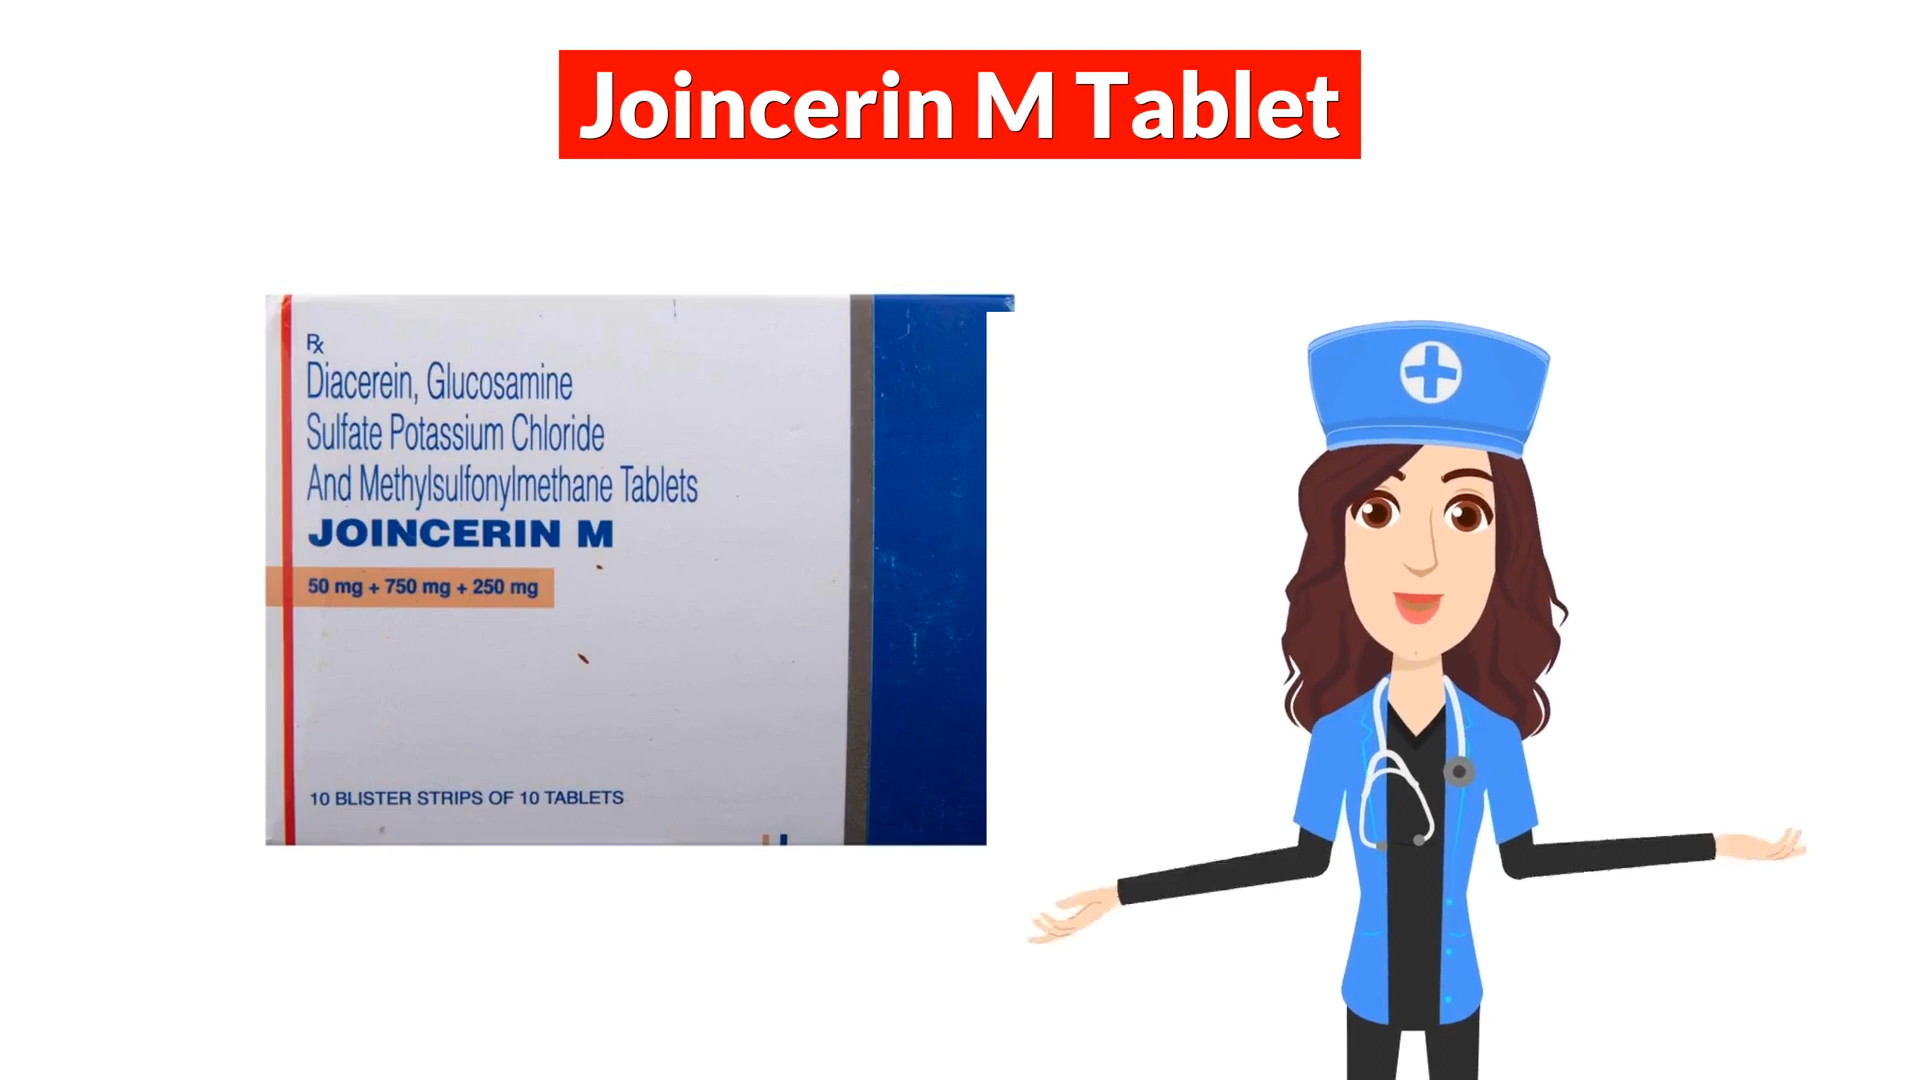 Joincerin M Tablet
Rx
Diacerein, Glucosamine
Sulfate Potassium Chloride
And Methylsulfonylmethane Tablets
JOINCERIN M
50 mg + 750 mg + 250 mg
10 BLISTER STRIPS OF 10 TABLETS